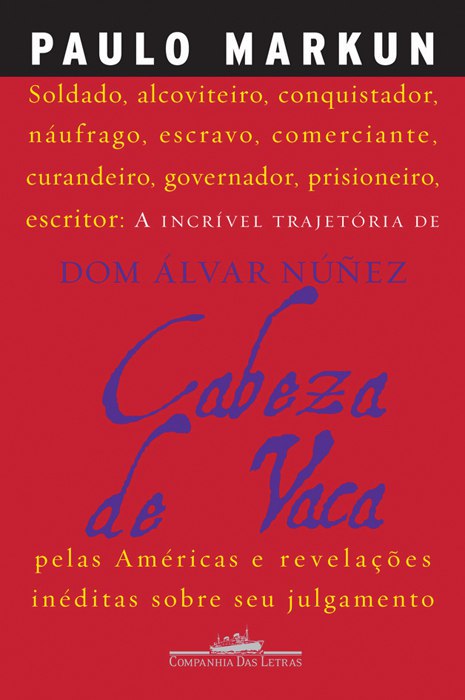 PAULO MARKUN
Soldado, alcoviteiro, conquistador,
náufrago, escravo, comerciante,
curandeiro, governador, prisioneiro,
escritor: A INCRÍVEL TRAJETÓRIA DE
DOM ÁLVAR NÚÑEZ
Cabeza
de Vaca
pelas Américas e revelações
inéditas sobre seu julgamento
COMPANHIA DAS LETRAS